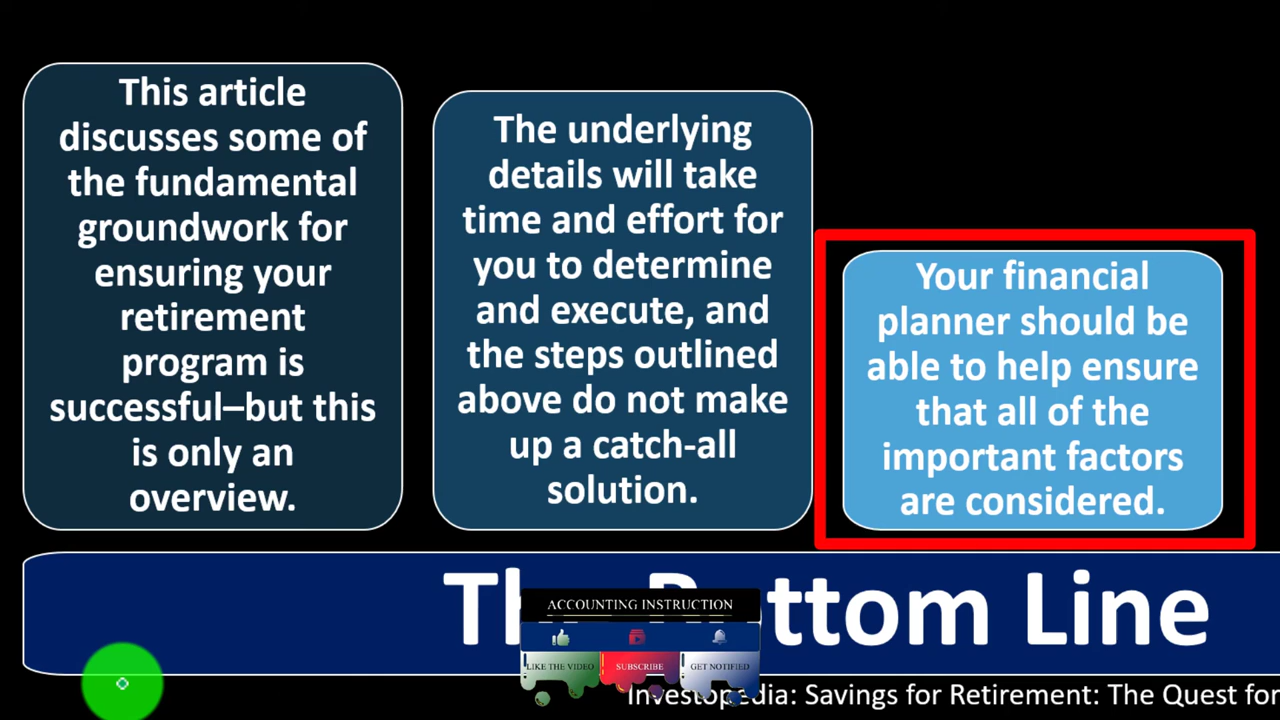 This article
discusses some of
the fundamental
groundwork for
ensuring your
retirement
program is
successful–but this
is only an
overview.
The underlying
details will take
time and effort for
you to determine
and execute, and
the steps outlined
above do not make
up a catch-all
solution.
Your financial
planner should be
able to help ensure
that all of the
important factors
are considered.
Bottom Line
ACCOUNTING INSTRUCTION
LIKE THE VIDEO
SUBSCRIBE
GET NOTIFIED
Investopedia: Savings for Retirement: The Quest for